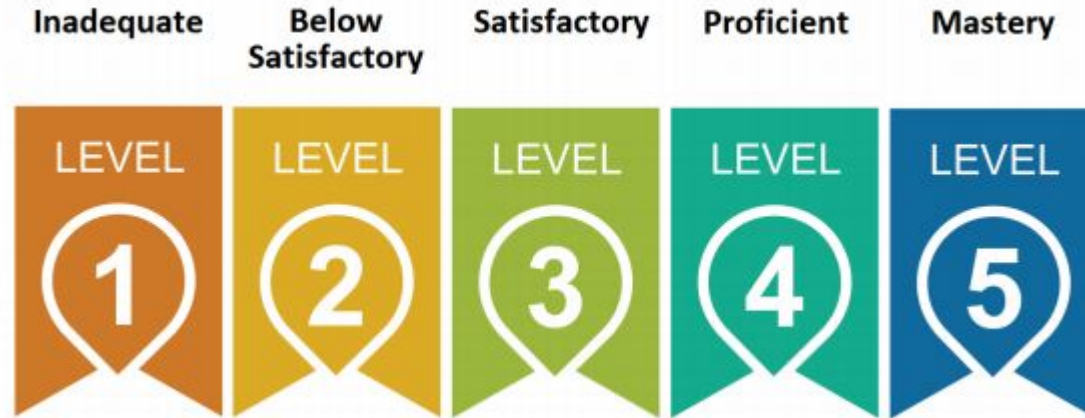 Inadequate
Below
Satisfactory
Satisfactory
Proficient
Mastery
LEVEL
1
LEVEL
2
LEVEL
3
LEVEL
4
LEVEL
5